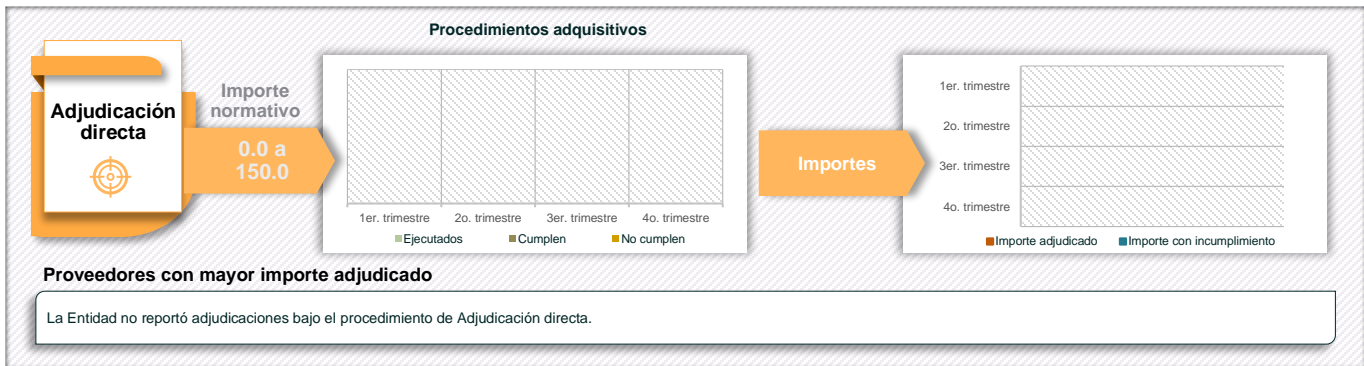 Procedimientos adquisitivos
Adjudicación
directa
Importe
normativo
0.0 a
150.0
1er. trimestre
2o. trimestre
3er. trimestre
4o. trimestre
Ejecutados
Cumplen
No cumplen
Importes
1er. trimestre
2o. trimestre
3er. trimestre
4o. trimestre
Importe adjudicado
Importe con incumplimiento
Proveedores con mayor importe adjudicado
La Entidad no reportó adjudicaciones bajo el procedimiento de Adjudicación directa.